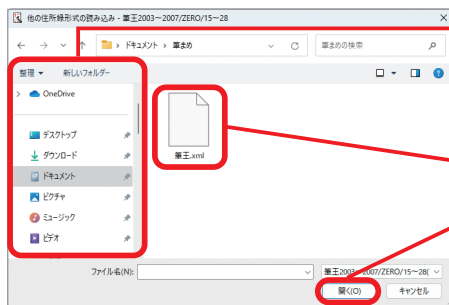 他の住所録形式の読み込み - 筆王2003～2007/ZERO/15～28
ドキュメント › 筆まめ
筆まめの検索
整理
新しいフォルダー
OneDrive
デスクトップ
ダウンロード
ドキュメント
ピクチャ
ミュージック
ビデオ
筆王.xml
ファイル名(N):
筆王2003～2007/ZERO/15～28(
開く(O)
キャンセル